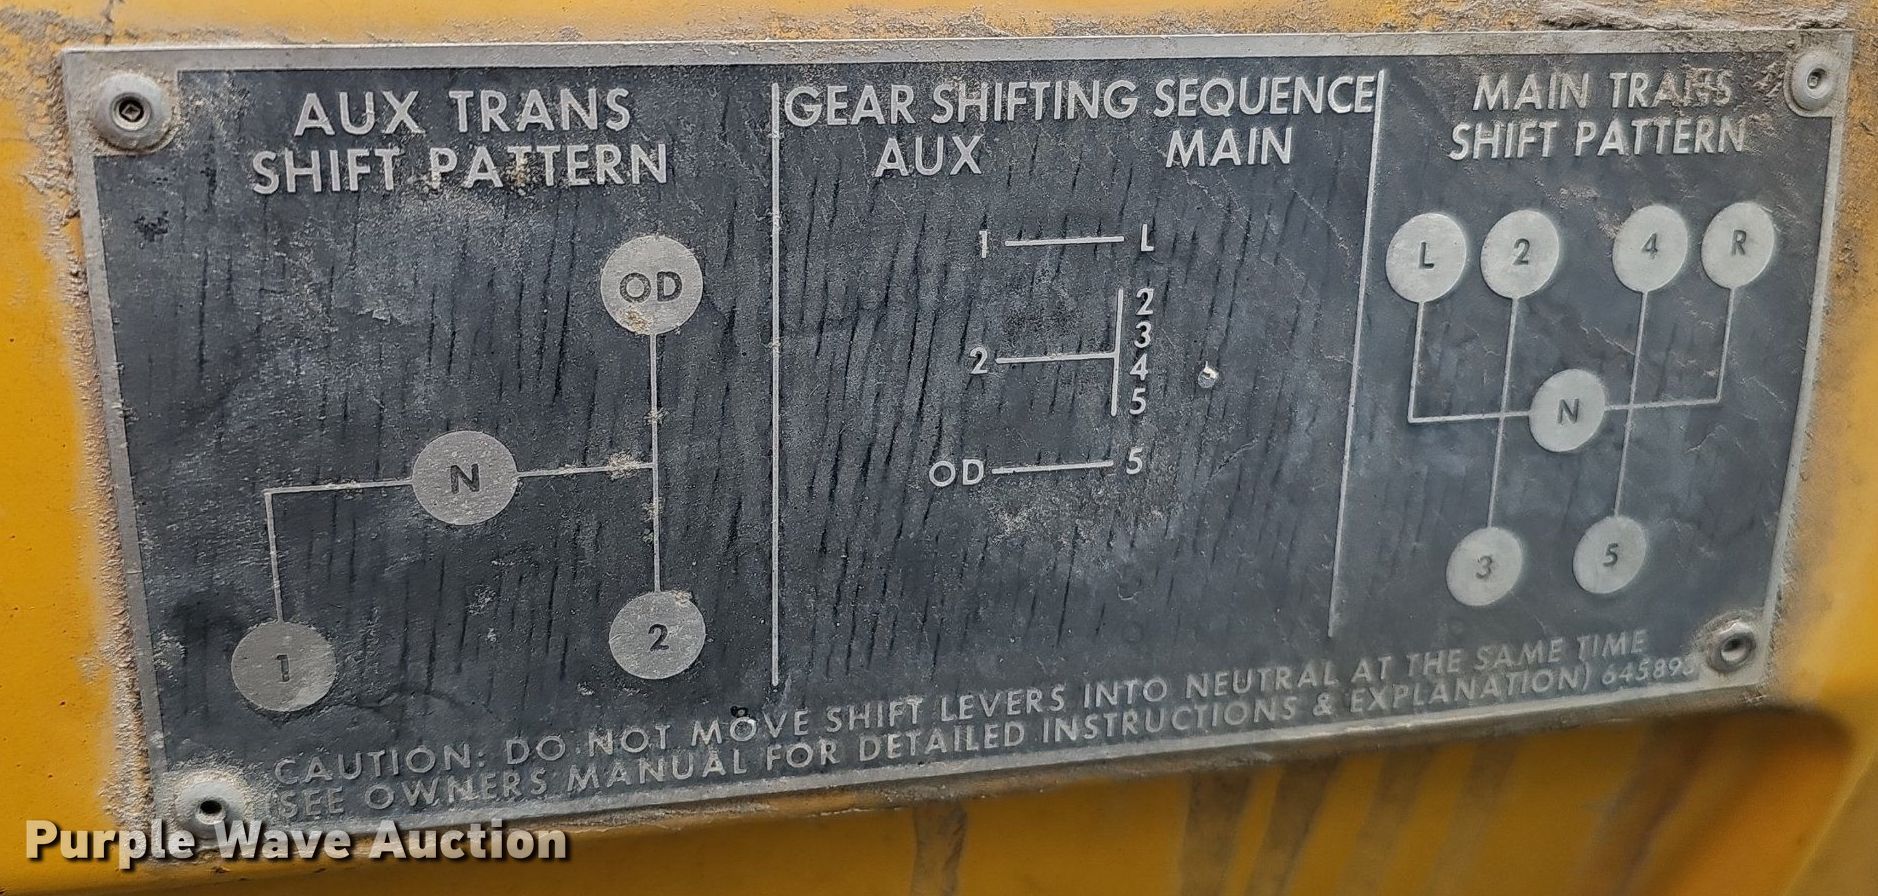 AUX TRANS
SHIFT PATTERN
OD
N
1
2
GEAR SHIFTING SEQUENCE
AUX MAIN
1 L
2
3
2
4
5
OD 5
MAIN TRANS
SHIFT PATTERN
L 2 4 R
N
3 5
CAUTION: DO NOT MOVE SHIFT LEVERS INTO NEUTRAL AT THE SAME TIME
(SEE OWNERS MANUAL FOR DETAILED INSTRUCTIONS & EXPLANATION) 645893
Purple Wave Auction